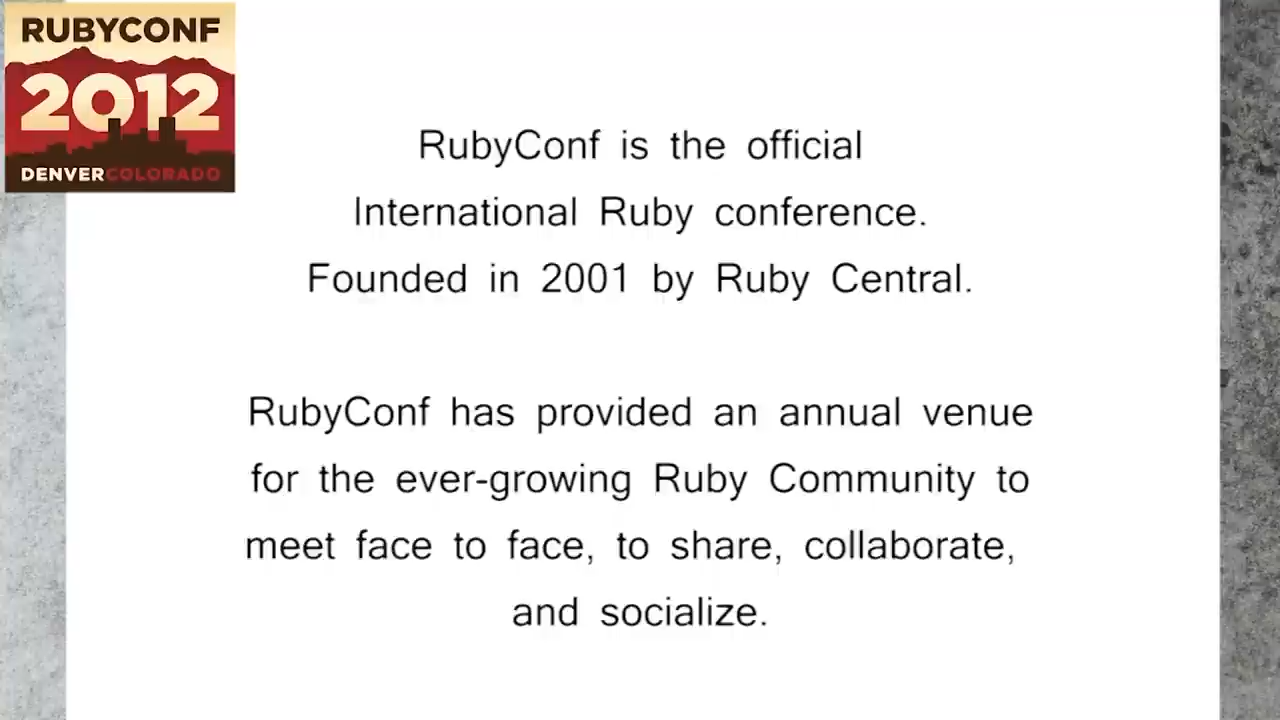 RUBYCONF
2012
DENVER COLORADO
RubyConf is the official
International Ruby conference.
Founded in 2001 by Ruby Central.
RubyConf has provided an annual venue
for the ever-growing Ruby Community to
meet face to face, to share, collaborate,
and socialize.